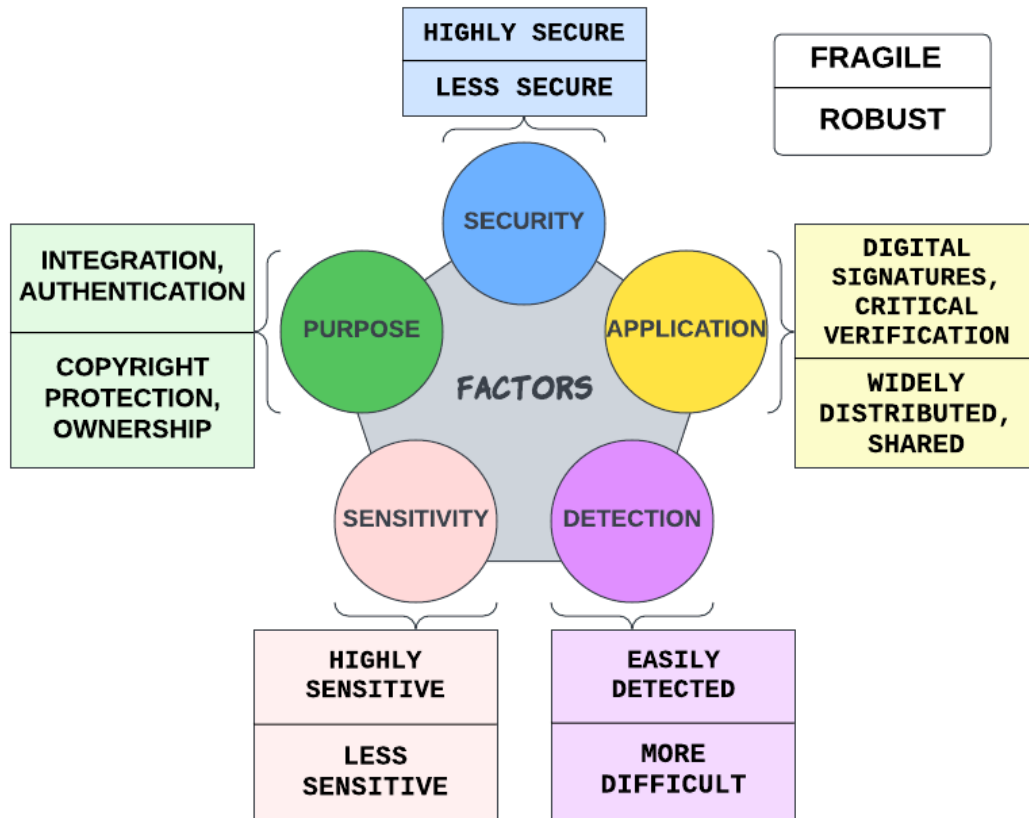 HIGHLY SECURE
LESS SECURE
FRAGILE
ROBUST
SECURITY
INTEGRATION,
AUTHENTICATION
COPYRIGHT
PROTECTION,
OWNERSHIP
PURPOSE
APPLICATION
DIGITAL
SIGNATURES,
CRITICAL
VERIFICATION
WIDELY
DISTRIBUTED,
SHARED
FACTORS
SENSITIVITY
DETECTION
HIGHLY
SENSITIVE
LESS
SENSITIVE
EASILY
DETECTED
MORE
DIFFICULT